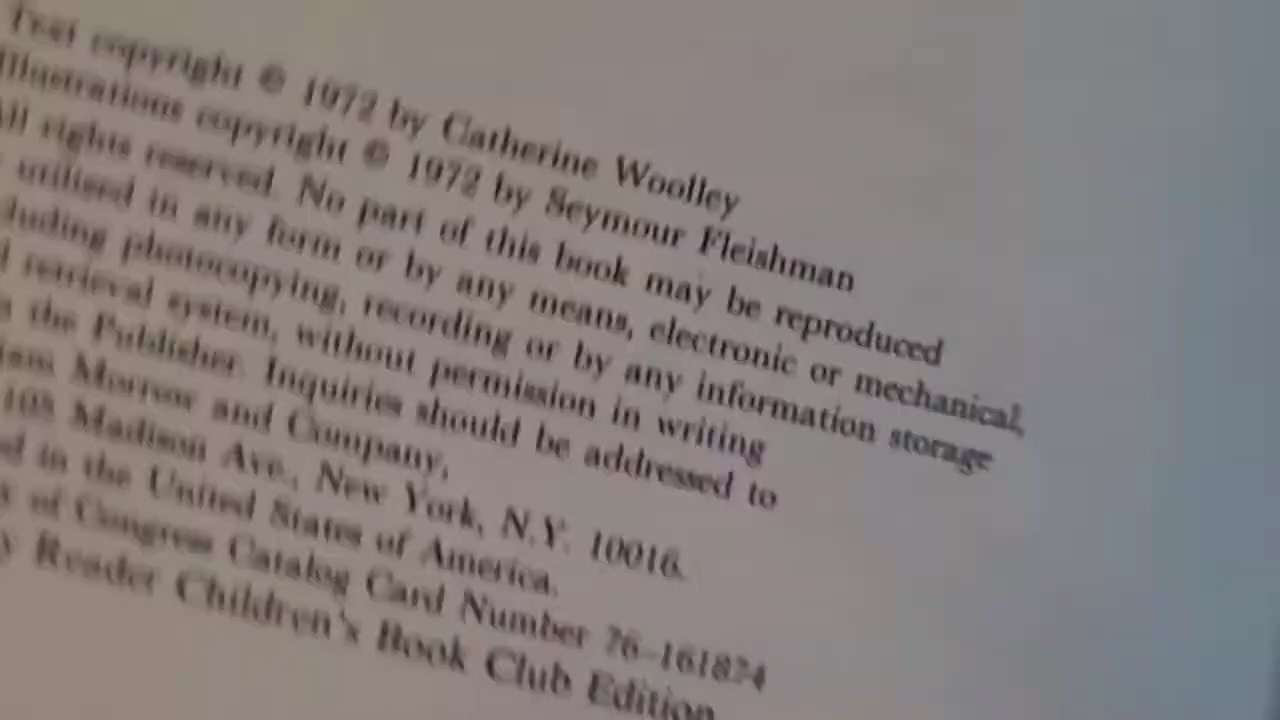 Text copyright © 1972 by Catherine Woolley
Illustrations copyright © 1972 by Seymour Fleishman
All rights reserved. No part of this book may be reproduced
utilised in any form or by any means, electronic or mechanical,
cluding photocopying, recording or by any information storage
retrieval system, without permission in writing
the Publisher. Inquiries should be addressed to
iam Morrow and Company,
105 Madison Ave., New York, N.Y. 10016.
ed in the United States of America.
of Congress Catalog Card Number 76-161874
y Reader Children's Book Club Edition